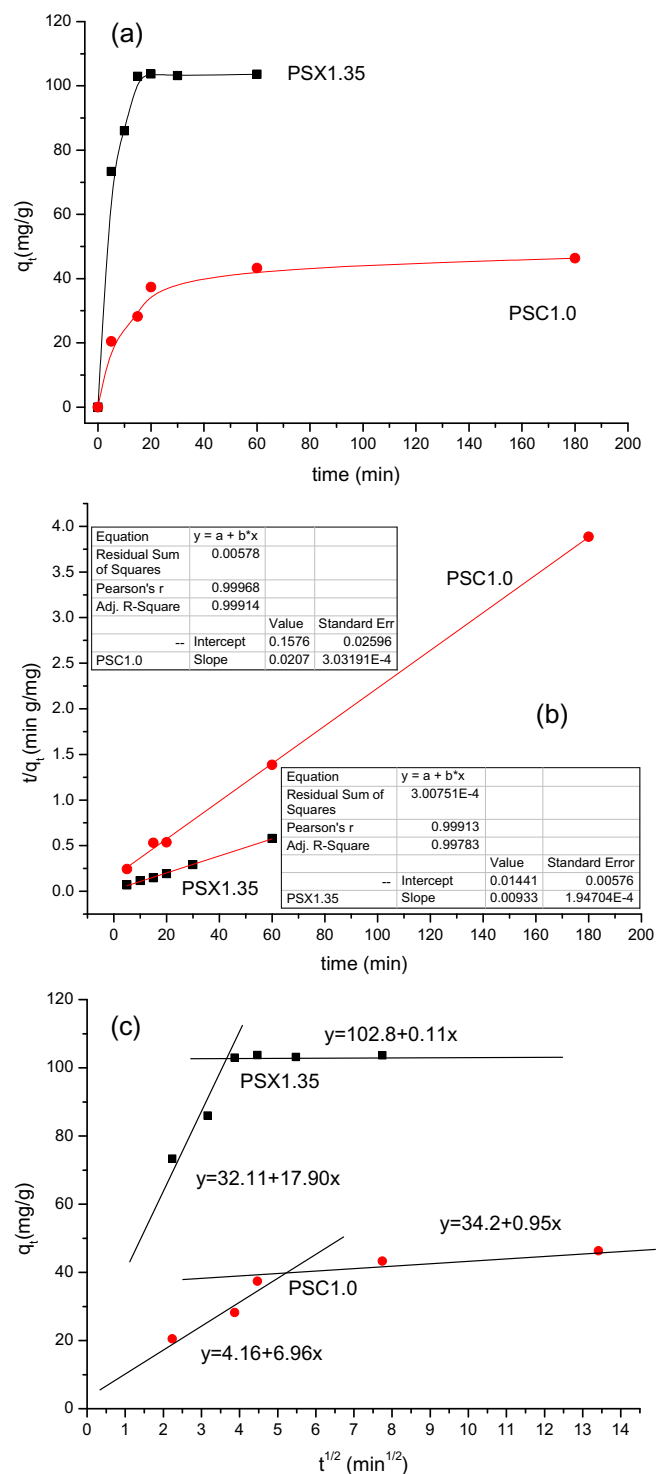 (a)
PSX1.35
PSC1.0
q_t(mg/g)
120
100
80
60
40
20
0
0 20 40 60 80 100 120 140 160 180 200
time (min)
(b)
t/q_t (min g/mg)
4.0
3.5
3.0
2.5
2.0
1.5
1.0
0.5
0.0
Equation y = a + b*x
Residual Sum of Squares 0.00578
Pearson's r 0.99968
Adj. R-Square 0.99914
Value Standard Err
-- Intercept 0.1576 0.02596
PSC1.0 Slope 0.0207 3.03191E-4
PSC1.0
Equation y = a + b*x
Residual Sum of Squares 3.00751E-4
Pearson's r 0.99913
Adj. R-Square 0.99783
Value Standard Error
-- Intercept 0.01441 0.00576
PSX1.35 Slope 0.00933 1.94704E-4
PSX1.35
0 20 40 60 80 100 120 140 160 180 200
time (min)
(c)
q_t(mg/g)
120
100
80
60
40
20
0
y=102.8+0.11x
PSX1.35
y=32.11+17.90x
y=34.2+0.95x
PSC1.0
y=4.16+6.96x
0 1 2 3 4 5 6 7 8 9 10 11 12 13 14
t^1/2 (min^1/2)